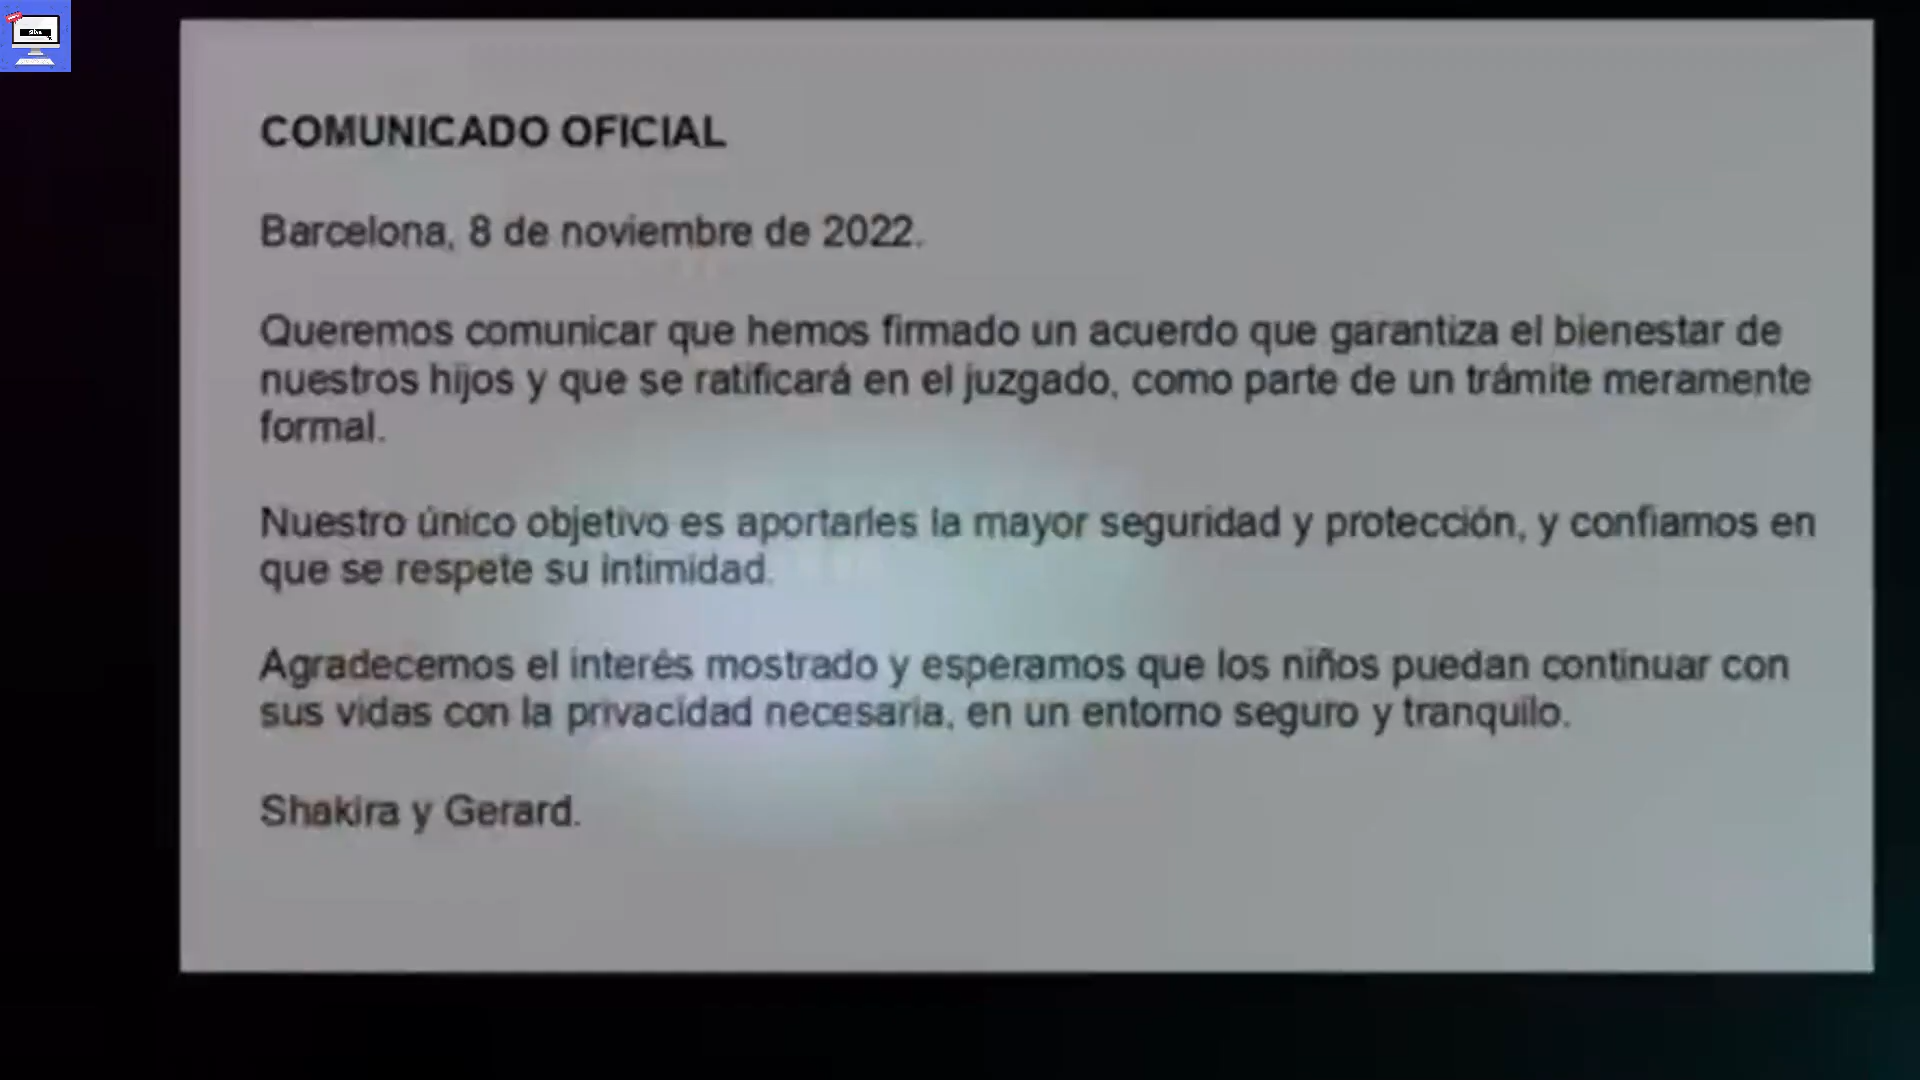 COMUNICADO OFICIAL
Barcelona, 8 de noviembre de 2022.
Queremos comunicar que hemos firmado un acuerdo que garantiza el bienestar de
nuestros hijos y que se ratificará en el juzgado, como parte de un trámite meramente
formal.
Nuestro único objetivo es aportarles la mayor seguridad y protección, y confiamos en
que se respete su intimidad.
Agradecemos el interés mostrado y esperamos que los niños puedan continuar con
sus vidas con la privacidad necesaria, en un entorno seguro y tranquilo.
Shakira y Gerard.